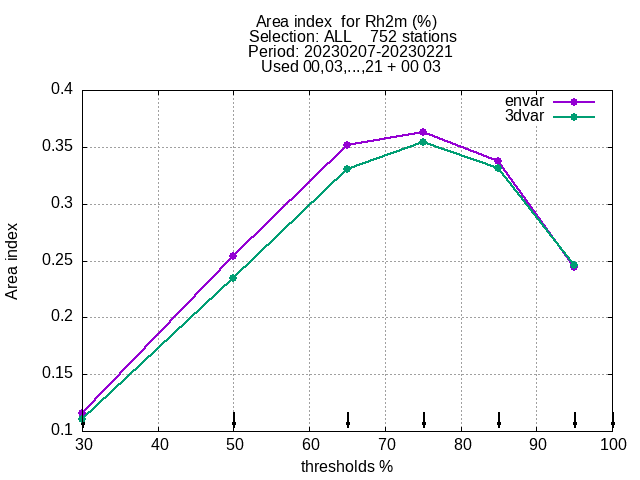 Area index  for Rh2m (%)
Selection: ALL    752 stations
Period: 20230207-20230221
Used 00,03,...,21 + 00 03
envar
3dvar
0.4
0.35
0.3
0.25
0.2
0.15
0.1
Area index
30 40 50 60 70 80 90 100
thresholds %